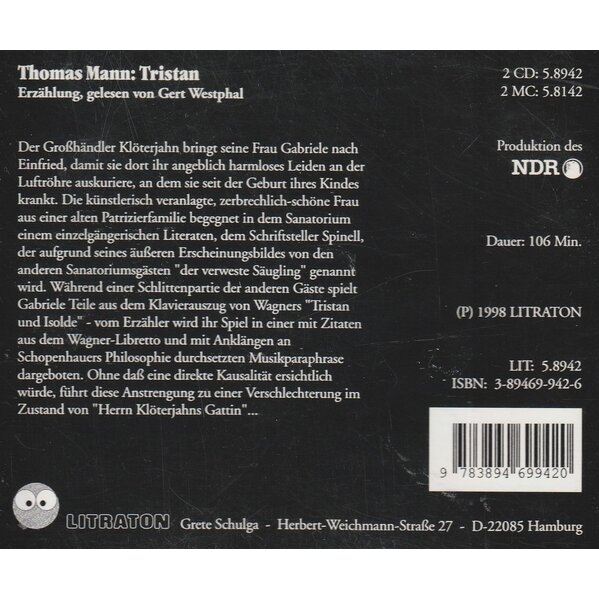 Thomas Mann: Tristan
Erzählung, gelesen von Gert Westphal
2 CD: 5.8942
2 MC: 5.8142
Der Großhändler Klöterjahn bringt seine Frau Gabriele nach
Einfried, damit sie dort ihr angeblich harmloses Leiden an der
Luftröhre auskuriere, an dem sie seit der Geburt ihres Kindes
krankt. Die künstlerisch veranlagte, zerbrechlich-schöne Frau
aus einer alten Patrizierfamilie begegnet in dem Sanatorium
einem einzelgängerischen Literaten, dem Schriftsteller Spinell,
der aufgrund seines äußeren Erscheinungsbildes von den
anderen Sanatoriumsgästen "der verweste Säugling" genannt
wird. Während einer Schlittenpartie der anderen Gäste spielt
Gabriele Teile aus dem Klavierauszug von Wagners "Tristan
und Isolde" - vom Erzähler wird ihr Spiel in einer mit Zitaten
aus dem Wagner-Libretto und mit Anklängen an
Schopenhauers Philosophie durchsetzten Musikparaphrase
dargeboten. Ohne daß eine direkte Kausalität ersichtlich
würde, führt diese Anstrengung zu einer Verschlechterung im
Zustand von "Herrn Klöterjahns Gattin"...
Produktion des
NDR
Dauer: 106 Min.
(P) 1998 LITRATON
LIT: 5.8942
ISBN: 3-89469-942-6
9 783894 699420
LITRATON Grete Schulga - Herbert-Weichmann-Straße 27 - D-22085 Hamburg